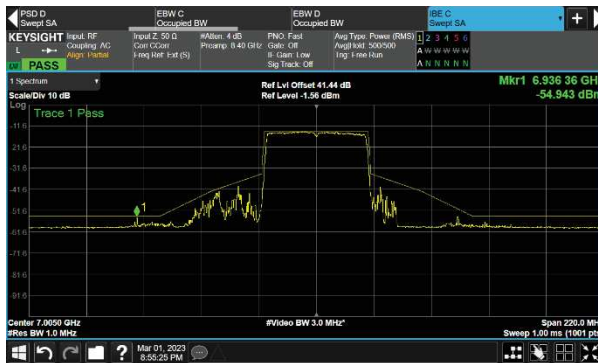 PSD D
Swept SA
EBW C
Occupied BW
EBW D
Occupied BW
IBE C
Swept SA
KEYSIGHT
L
PASS
Input: RF
Coupling: AC
Align: Partial
Input Z: 50 Ω
Corr CCorr
Freq Ref: Ext (S)
#Atten: 4 dB
Preamp: 8.40 GHz
PNO: Fast
Gate: Off
IF Gain: Low
Sig Track: Off
Avg Type: Power (RMS)
Avg|Hold: 500/500
Trig: Free Run
1 2 3 4 5 6
A W W W W W
A N N N N N
1 Spectrum
Scale/Div 10 dB
Log
Ref Lvl Offset 41.44 dB
Ref Level -1.56 dBm
Mkr1 6.936 36 GH
-54.943 dBm
Trace 1 Pass
-11.6
-21.6
-31.6
-41.6
-51.6
-61.6
-71.6
-81.6
-91.6
1
Center 7.0050 GHz
#Res BW 1.0 MHz
#Video BW 3.0 MHz*
Span 220.0 MH
Sweep 1.00 ms (1001 pts
Mar 01, 2023
8:55:25 PM